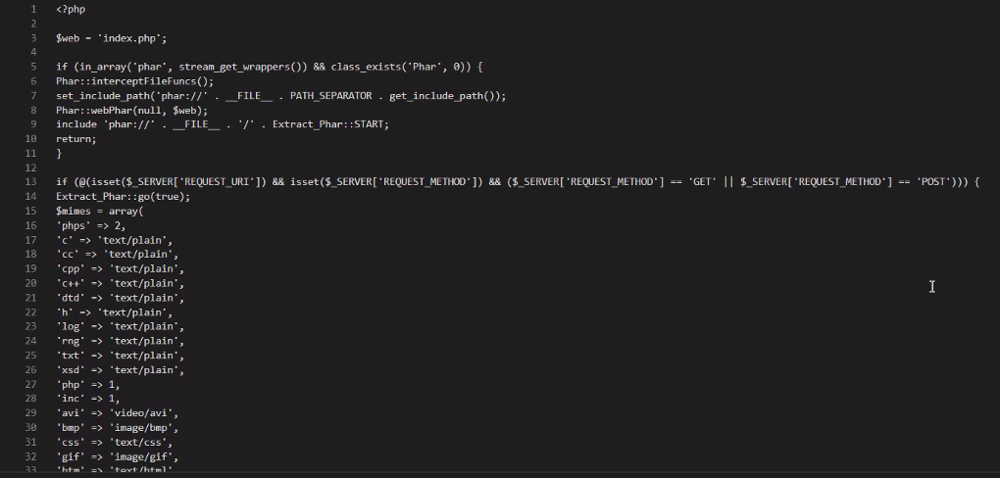 1 <?php
2
3 $web = 'index.php';
4
5 if (in_array('phar', stream_get_wrappers()) && class_exists('Phar', 0)) {
6 Phar::interceptFileFuncs();
7 set_include_path('phar://' . __FILE__ . PATH_SEPARATOR . get_include_path());
8 Phar::webPhar(null, $web);
9 include 'phar://' . __FILE__ . '/' . Extract_Phar::START;
10 return;
11 }
12
13 if (@(isset($_SERVER['REQUEST_URI']) && isset($_SERVER['REQUEST_METHOD']) && ($_SERVER['REQUEST_METHOD'] == 'GET' || $_SERVER['REQUEST_METHOD'] == 'POST'))) {
14 Extract_Phar::go(true);
15 $mimes = array(
16 'phps' => 2,
17 'c' => 'text/plain',
18 'cc' => 'text/plain',
19 'cpp' => 'text/plain',
20 'c++' => 'text/plain',
21 'dtd' => 'text/plain',
22 'h' => 'text/plain',
23 'log' => 'text/plain',
24 'rng' => 'text/plain',
25 'txt' => 'text/plain',
26 'xsd' => 'text/plain',
27 'php' => 1,
28 'inc' => 1,
29 'avi' => 'video/avi',
30 'bmp' => 'image/bmp',
31 'css' => 'text/css',
32 'gif' => 'image/gif',
33 'htm' => 'text/html'